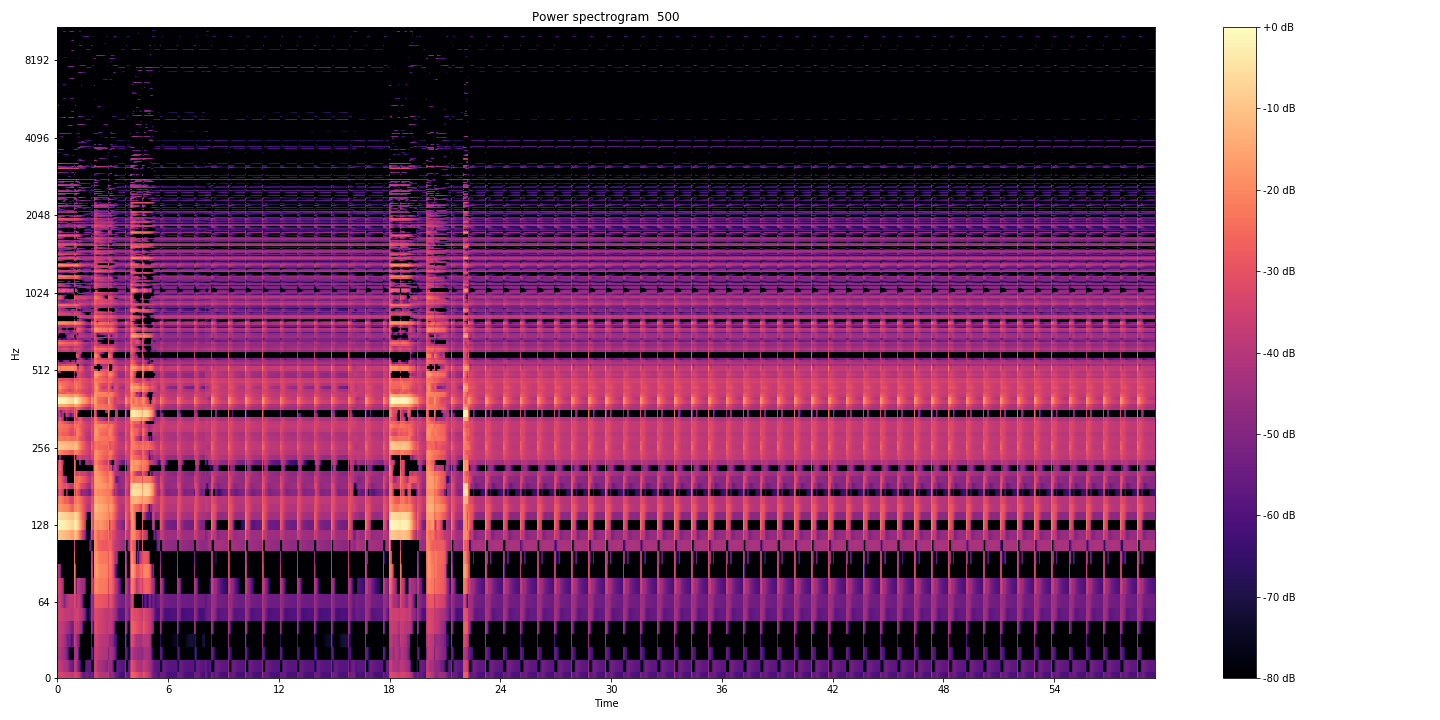 Power spectrogram  500
Hz
8192
4096
2048
1024
512
256
128
64
0
0 6 12 18 24 30 36 42 48 54
Time
+0 dB
-10 dB
-20 dB
-30 dB
-40 dB
-50 dB
-60 dB
-70 dB
-80 dB